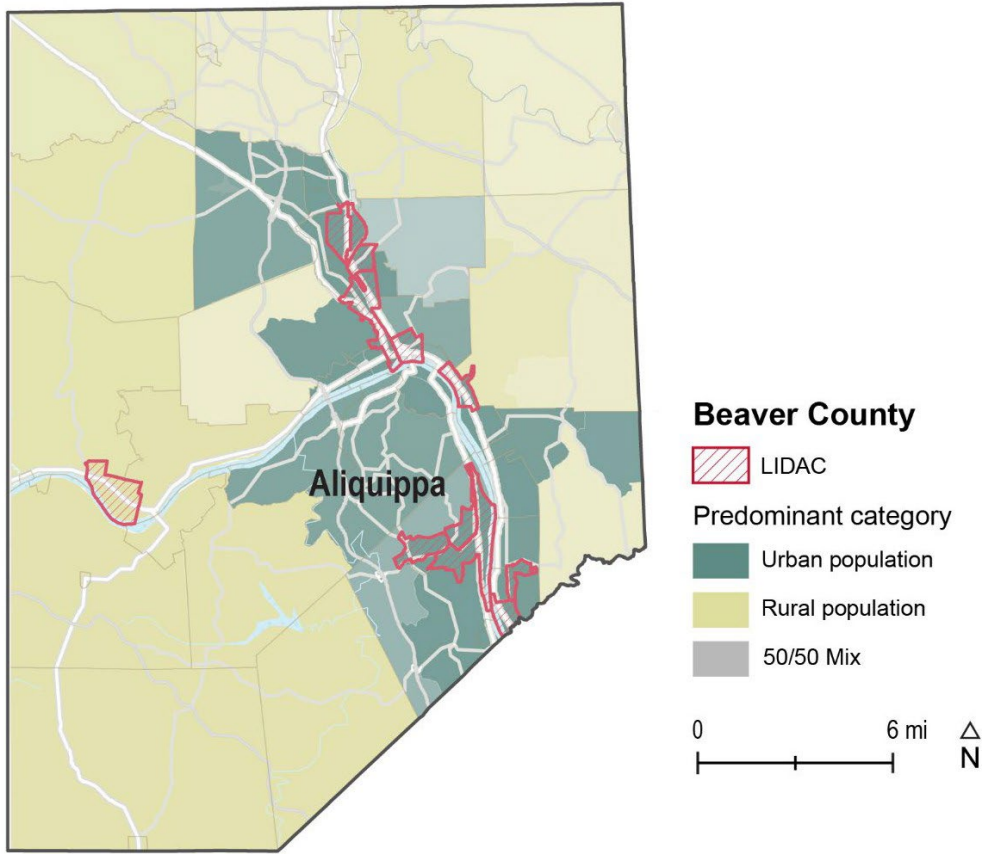 Aliquippa
Beaver County
LIDAC
Predominant category
Urban population
Rural population
50/50 Mix
0 6 mi
N